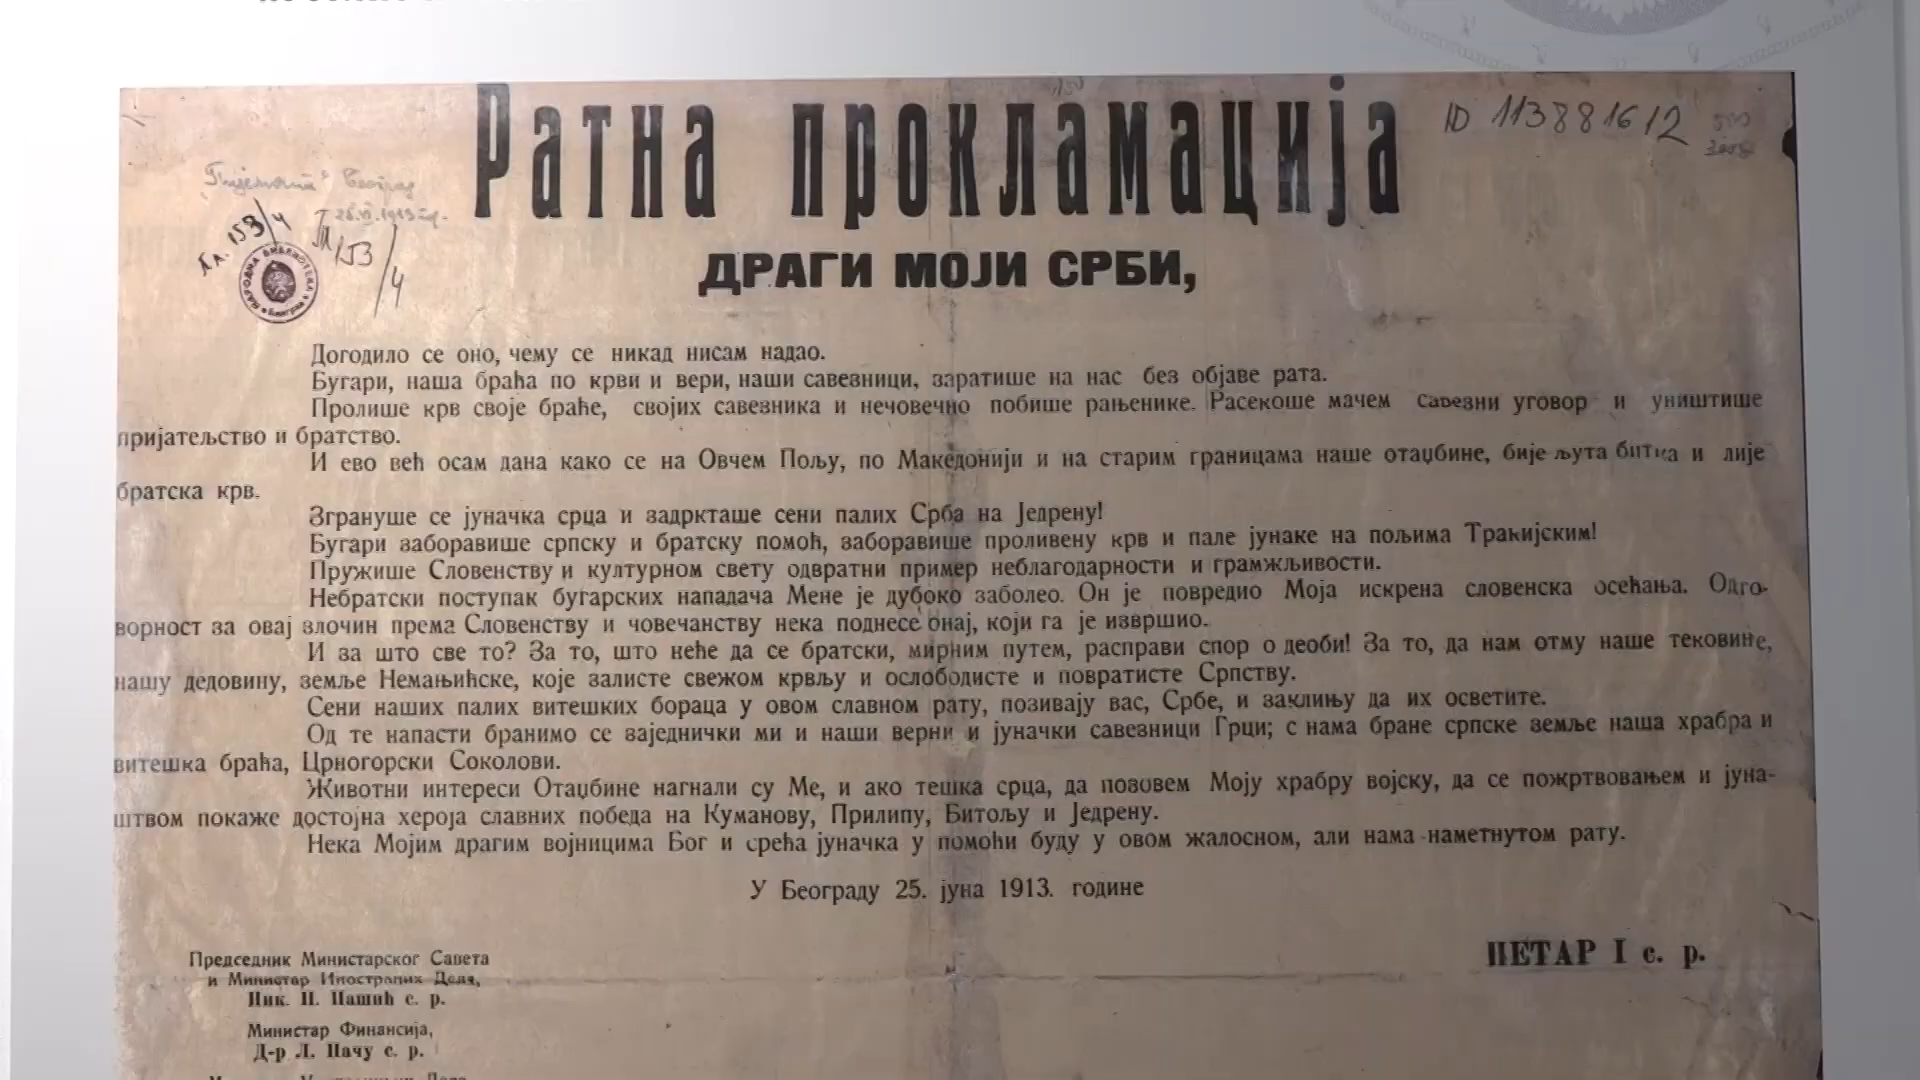 Ратна прокламација
ID 113881612
ДРАГИ МОЈИ СРБИ,
153/4
153/4
НАРОДНА БИБЛИОТЕКА
Београд
Догодило се оно, чему се никад нисам надао.
Бугари, наша браћа по крви и вери, наши савезници, заратише на нас без објаве рата.
Пролише крв своје браће, својих савезника и нечовечно побише рањенике. Расекоше мачем савезни уговор и уништише
пријатељство и братство.
И ево већ осам дана како се на Овчем Пољу, по Македонији и на старим границама наше отаџбине, бије љута битка и лије
братска крв.
Згрануше се јуначка срца и задркташе сени палих Срба на Једрену!
Бугари заборавише српску и братску помоћ, заборавише проливену крв и пале јунаке на пољима Тракијским!
Пружише Словенству и културном свету одвратни пример неблагодарности и грамжљивости.
Небратски поступак бугарских нападача Мене је дубоко заболео. Он је повредио Моја искрена словенска осећања. Одго-
ворност за овај злочин према Словенству и човечанству нека поднесе онај, који га је извршио.
И за што све то? За то, што неће да се братски, мирним путем, расправи спор о деоби! За то, да нам отму наше тековине,
нашу дедовину, земље Немањићске, које залисте свежом крвљу и ослободисте и повратисте Српству.
Сени наших палих витешких бораца у овом славном рату, позивају вас, Србе, и заклињу да их осветите.
Од те напасти бранимо се заједнички ми и наши верни и јуначки савезници Грци; с нама бране српске земље наша храбра и
витешка браћа, Црногорски Соколови.
Животни интереси Отаџбине нагнали су Ме, и ако тешка срца, да позовем Моју храбру војску, да се пожртвовањем и јуна-
штвом покаже достојна хероја славних победа на Куманову, Прилипу, Битољу и Једрену.
Нека Мојим драгим војницима Бог и срећа јуначка у помоћи буду у овом жалосном, али нама наметнутом рату.
У Београду 25. јуна 1913. године
ПЕТАР I с. р.
Председник Министарског Савета
и Министар Иностраних Дела,
Ник. П. Пашић с. р.
Министар Финансија,
Д-р Л. Пачу с. р.